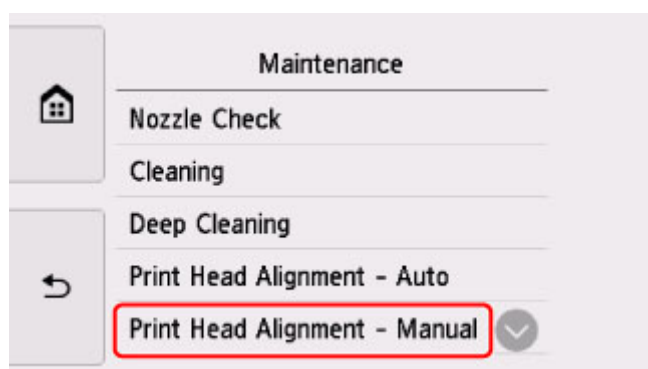 Maintenance
Nozzle Check
Cleaning
Deep Cleaning
Print Head Alignment - Auto
Print Head Alignment - Manual